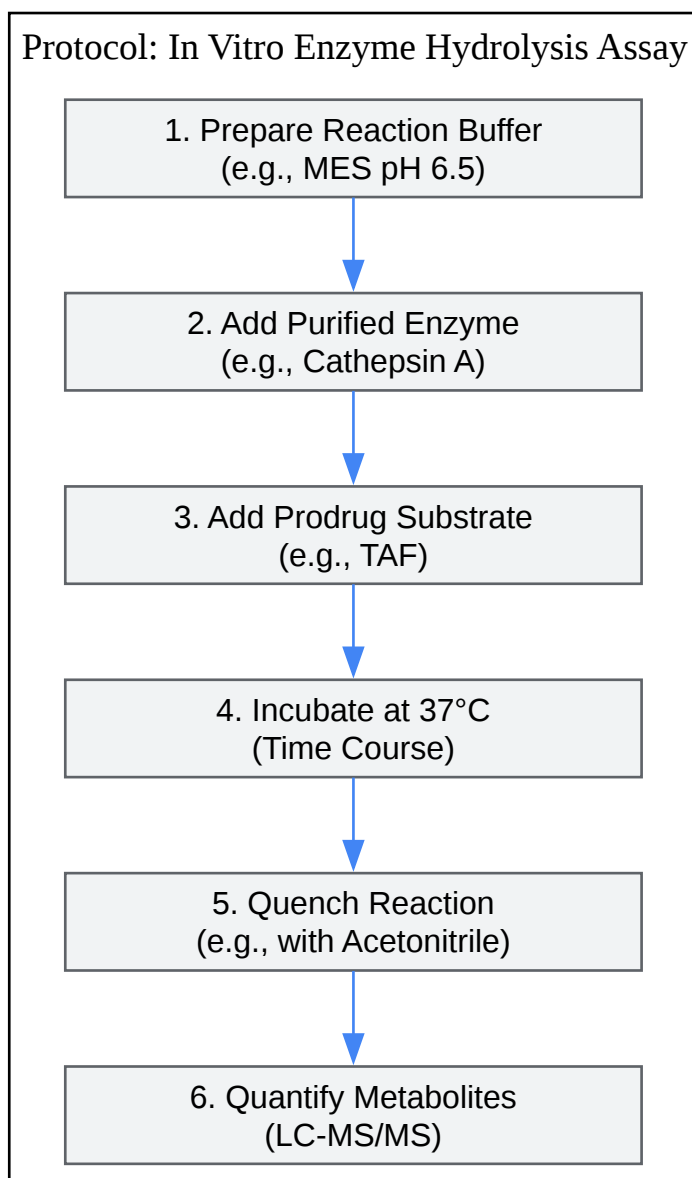 Protocol: In Vitro Enzyme Hydrolysis Assay
1. Prepare Reaction Buffer
(e.g., MES pH 6.5)
2. Add Purified Enzyme
(e.g., Cathepsin A)
3. Add Prodrug Substrate
(e.g., TAF)
4. Incubate at 37°C
(Time Course)
5. Quench Reaction
(e.g., with Acetonitrile)
6. Quantify Metabolites
(LC-MS/MS)